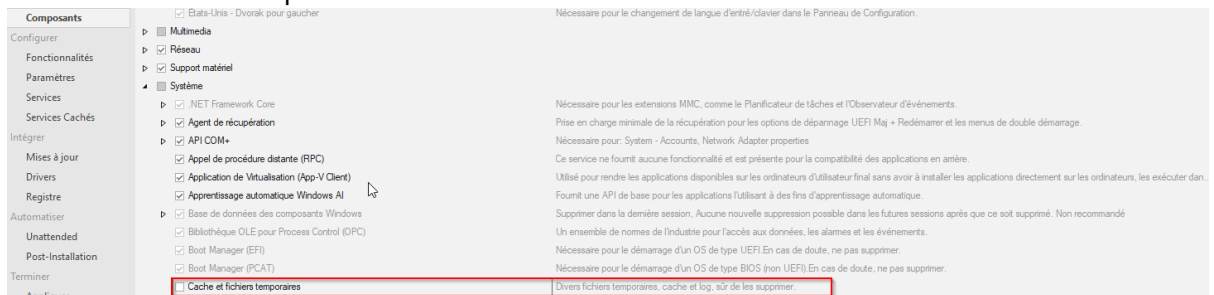 Composants
Configurer
Fonctionnalités
Paramètres
Services
Services Cachés
Intégrer
Mises à jour
Drivers
Registre
Automatiser
Unattended
Post-Installation
Terminer
États-Unis - Dvorak pour gaucher Nécessaire pour le changement de langue d'entré/clavier dans le Panneau de Configuration.
Multimedia
Réseau
Support matériel
Système
.NET Framework Core Nécessaire pour les extensions MMC, comme le Planificateur de tâches et l'Observateur d'événements.
Agent de récupération Prise en charge minimale de la récupération pour les options de dépannage UEFI Maj + Redémarrer et les menus de double démarrage.
API COM+ Nécessaire pour: System - Accounts, Network Adapter properties
Appel de procédure distante (RPC) Ce service ne fournit aucune fonctionnalité et est présente pour la compatibilité des applications en arrière.
Application de Virtualisation (App-V Client) Utilisé pour rendre les applications disponibles sur les ordinateurs d'utilisateur final sans avoir à installer les applications directement sur les ordinateurs, les exécuter dan...
Apprentissage automatique Windows AI Fournit une API de base pour les applications l'utilisant à des fins d'apprentissage automatique.
Base de données des composants Windows Supprimer dans la dernière session, Aucune nouvelle suppression possible dans les futures sessions après que ce soit supprimé. Non recommandé
Bibliothèque OLE pour Process Control (OPC) Un ensemble de normes de l'industrie pour l'accès aux données, les alarmes et les événements.
Boot Manager (EFI) Nécessaire pour le démarrage d'un OS de type UEFI.En cas de doute, ne pas supprimer.
Boot Manager (PCAT) Nécessaire pour le démarrage d'un OS de type BIOS (non UEFI).En cas de doute, ne pas supprimer.
Cache et fichiers temporaires Divers fichiers temporaires, cache et log, sûr de les supprimer.